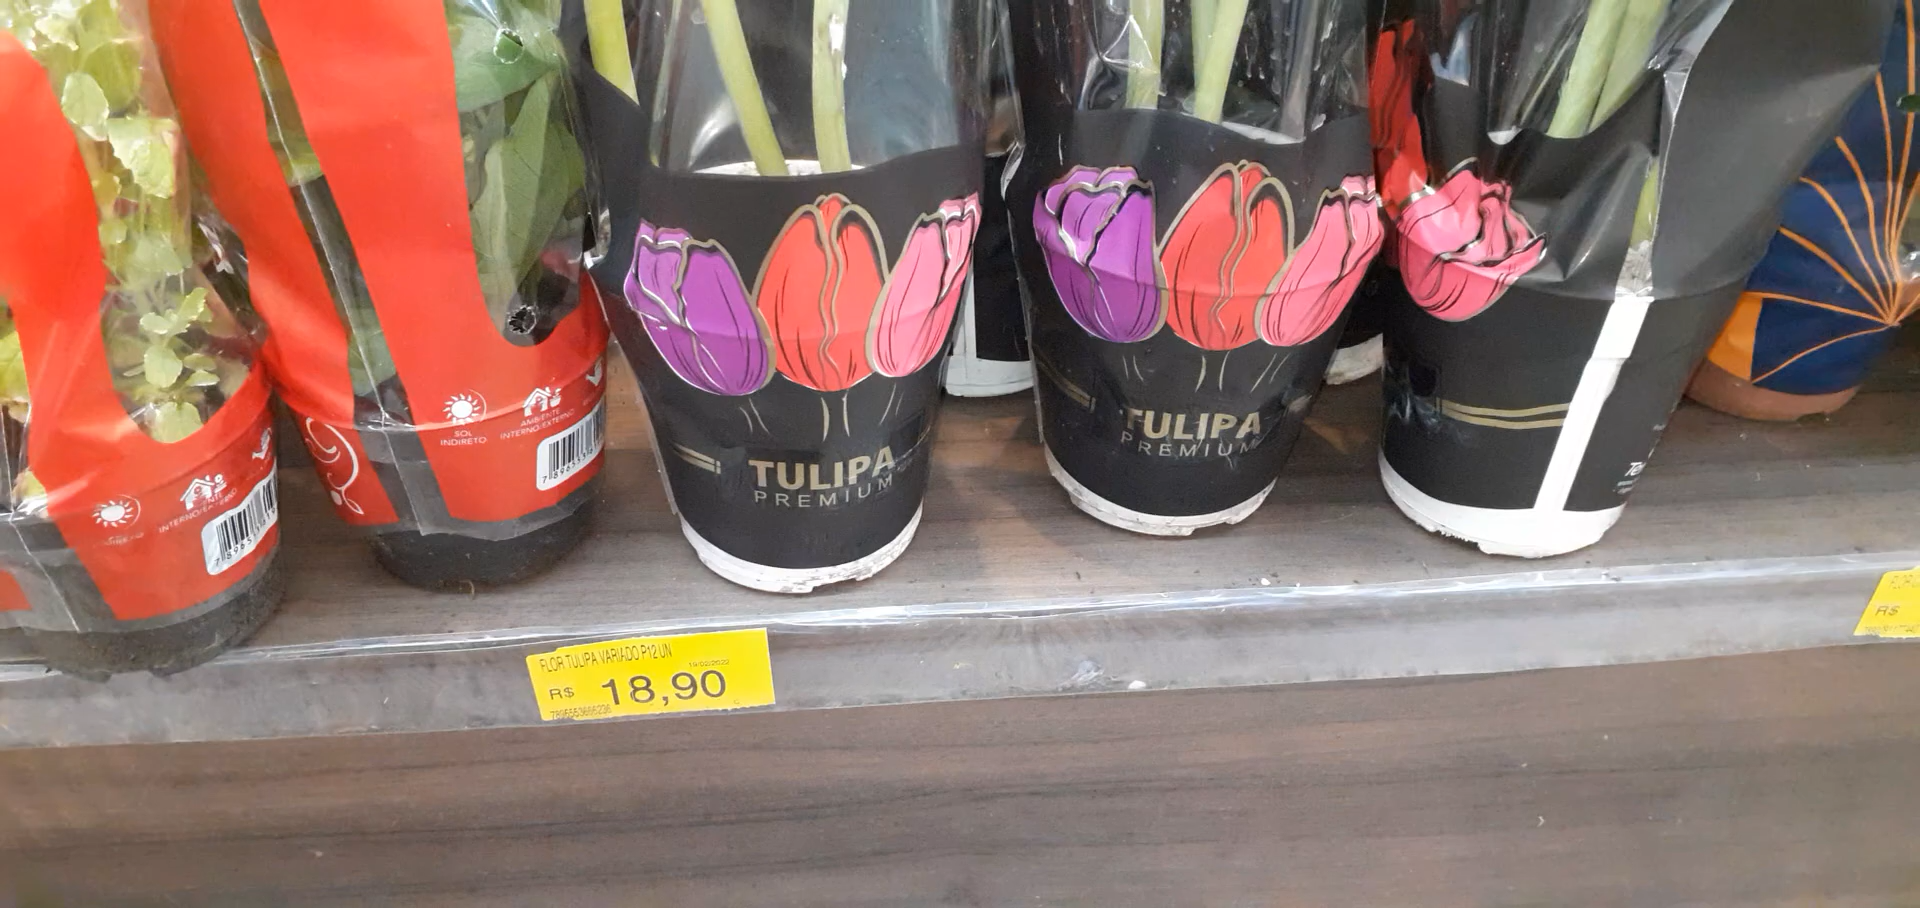 SOL
INDIRETO
AMBIENTE
INTERNO/EXTERNO
TULIPA
PREMIUM
TULIPA
PREMIUM
FLOR TULIPA VARIADO P12 UN
19/02/2022
R$ 18,90
R$